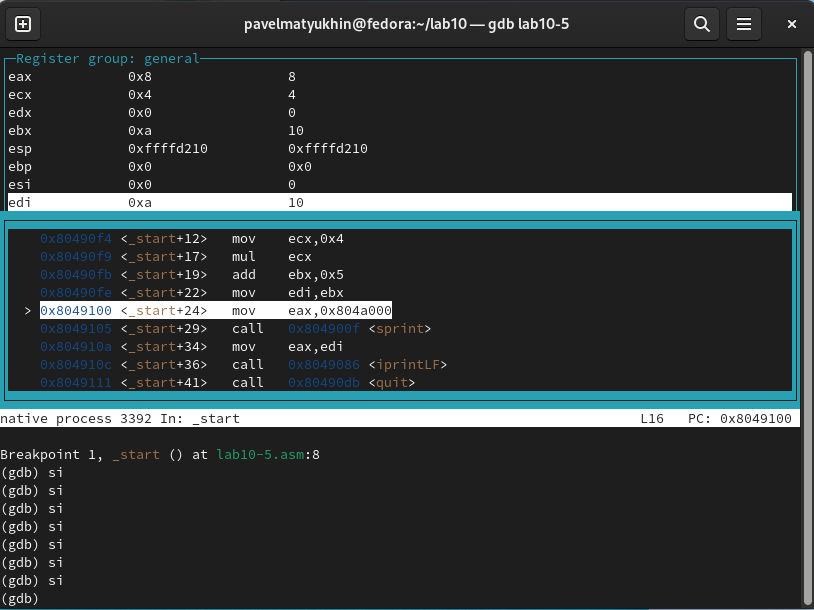 pavelmatyukhin@fedora:~/lab10 — gdb lab10-5
Register group: general
eax 0x8 8
ecx 0x4 4
edx 0x0 0
ebx 0xa 10
esp 0xffffd210 0xffffd210
ebp 0x0 0x0
esi 0x0 0
edi 0xa 10
0x80490f4 <_start+12> mov ecx,0x4
0x80490f9 <_start+17> mul ecx
0x80490fb <_start+19> add ebx,0x5
0x80490fe <_start+22> mov edi,ebx
> 0x8049100 <_start+24> mov eax,0x804a000
0x8049105 <_start+29> call 0x804900f <sprint>
0x804910a <_start+34> mov eax,edi
0x804910c <_start+36> call 0x8049086 <iprintLF>
0x8049111 <_start+41> call 0x80490db <quit>
native process 3392 In: _start L16 PC: 0x8049100
Breakpoint 1, _start () at lab10-5.asm:8
(gdb) si
(gdb) si
(gdb) si
(gdb) si
(gdb) si
(gdb) si
(gdb) si
(gdb)